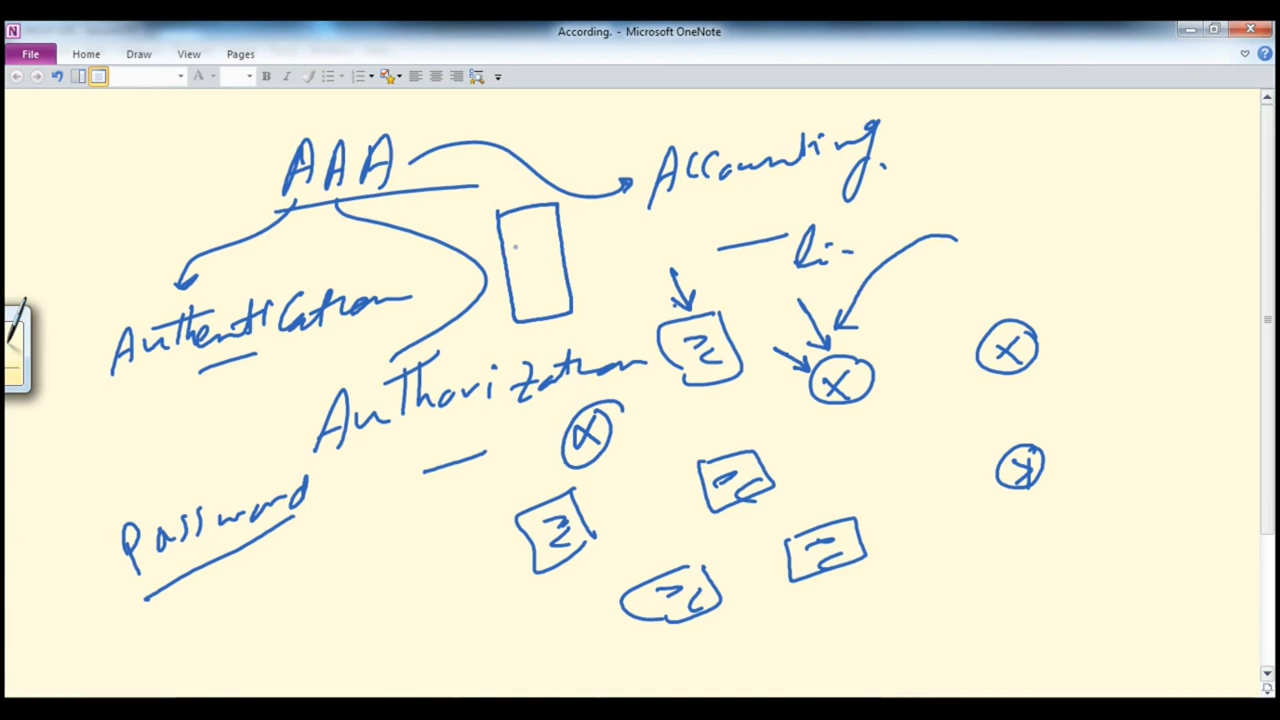 According. - Microsoft OneNote
File Home Draw View Pages
AAA
Accounting.
Authentication
Authorization
Password